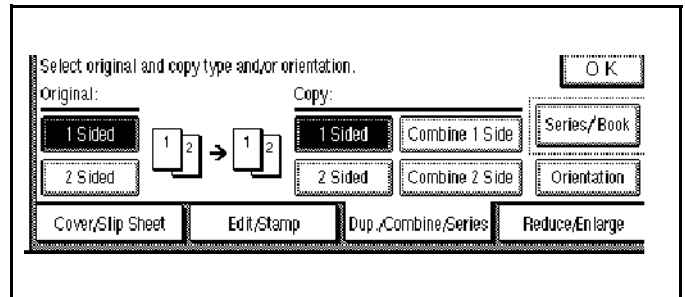 Select original and copy type and/or orientation.
OK
Original:
Copy:
1 Sided
1 2 → 1 2
1 Sided
Combine 1 Side
Series/Book
2 Sided
2 Sided
Combine 2 Side
Orientation
Cover/Slip Sheet
Edit/Stamp
Dup./Combine/Series
Reduce/Enlarge